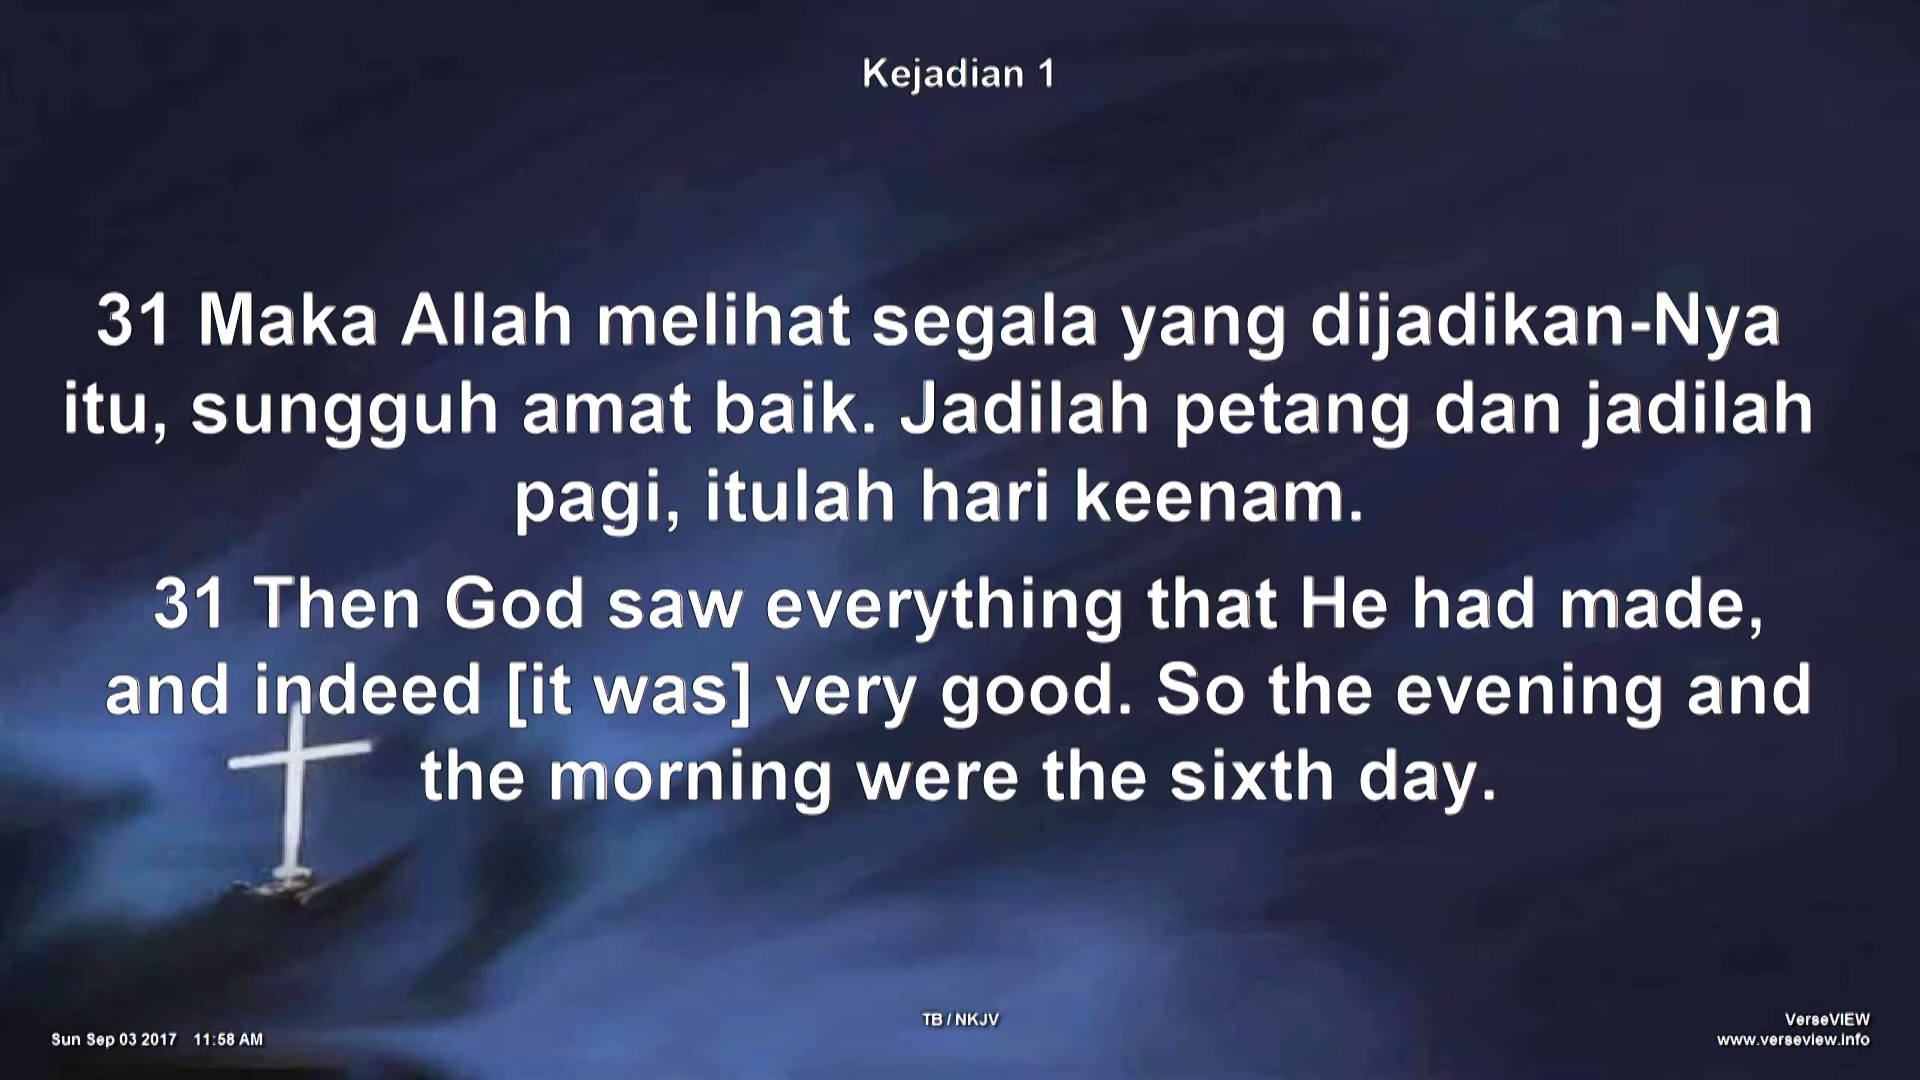 Kejadian 1
31 Maka Allah melihat segala yang dijadikan-Nya
itu, sungguh amat baik. Jadilah petang dan jadilah
pagi, itulah hari keenam.
31 Then God saw everything that He had made,
and indeed [it was] very good. So the evening and
the morning were the sixth day.
TB / NKJV
Sun Sep 03 2017 11:58 AM
VerseVIEW
www.verseview.info